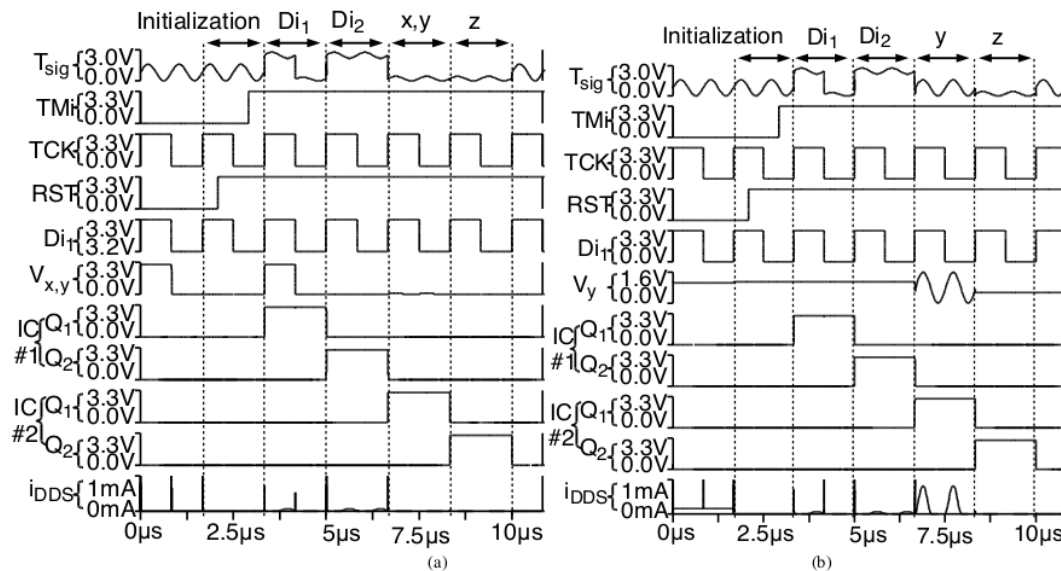 Initialization Di1 Di2 x,y z
Tsig 3.0V 0.0V
TMi 3.3V 0.0V
TCK 3.3V 0.0V
RST 3.3V 0.0V
Di1 3.3V 3.2V
Vx,y 3.3V 0.0V
IC #1 Q1 3.3V 0.0V
Q2 3.3V 0.0V
IC #2 Q1 3.3V 0.0V
Q2 3.3V 0.0V
iDDS 1mA 0mA
0µs 2.5µs 5µs 7.5µs 10µs
(a)
Initialization Di1 Di2 y z
Tsig 3.0V 0.0V
TMi 3.3V 0.0V
TCK 3.3V 0.0V
RST 3.3V 0.0V
Di1 3.3V 0.0V
Vy 1.6V 0.0V
IC #1 Q1 3.3V 0.0V
Q2 3.3V 0.0V
IC #2 Q1 3.3V 0.0V
Q2 3.3V 0.0V
iDDS 1mA 0mA
0µs 2.5µs 5µs 7.5µs 10µs
(b)